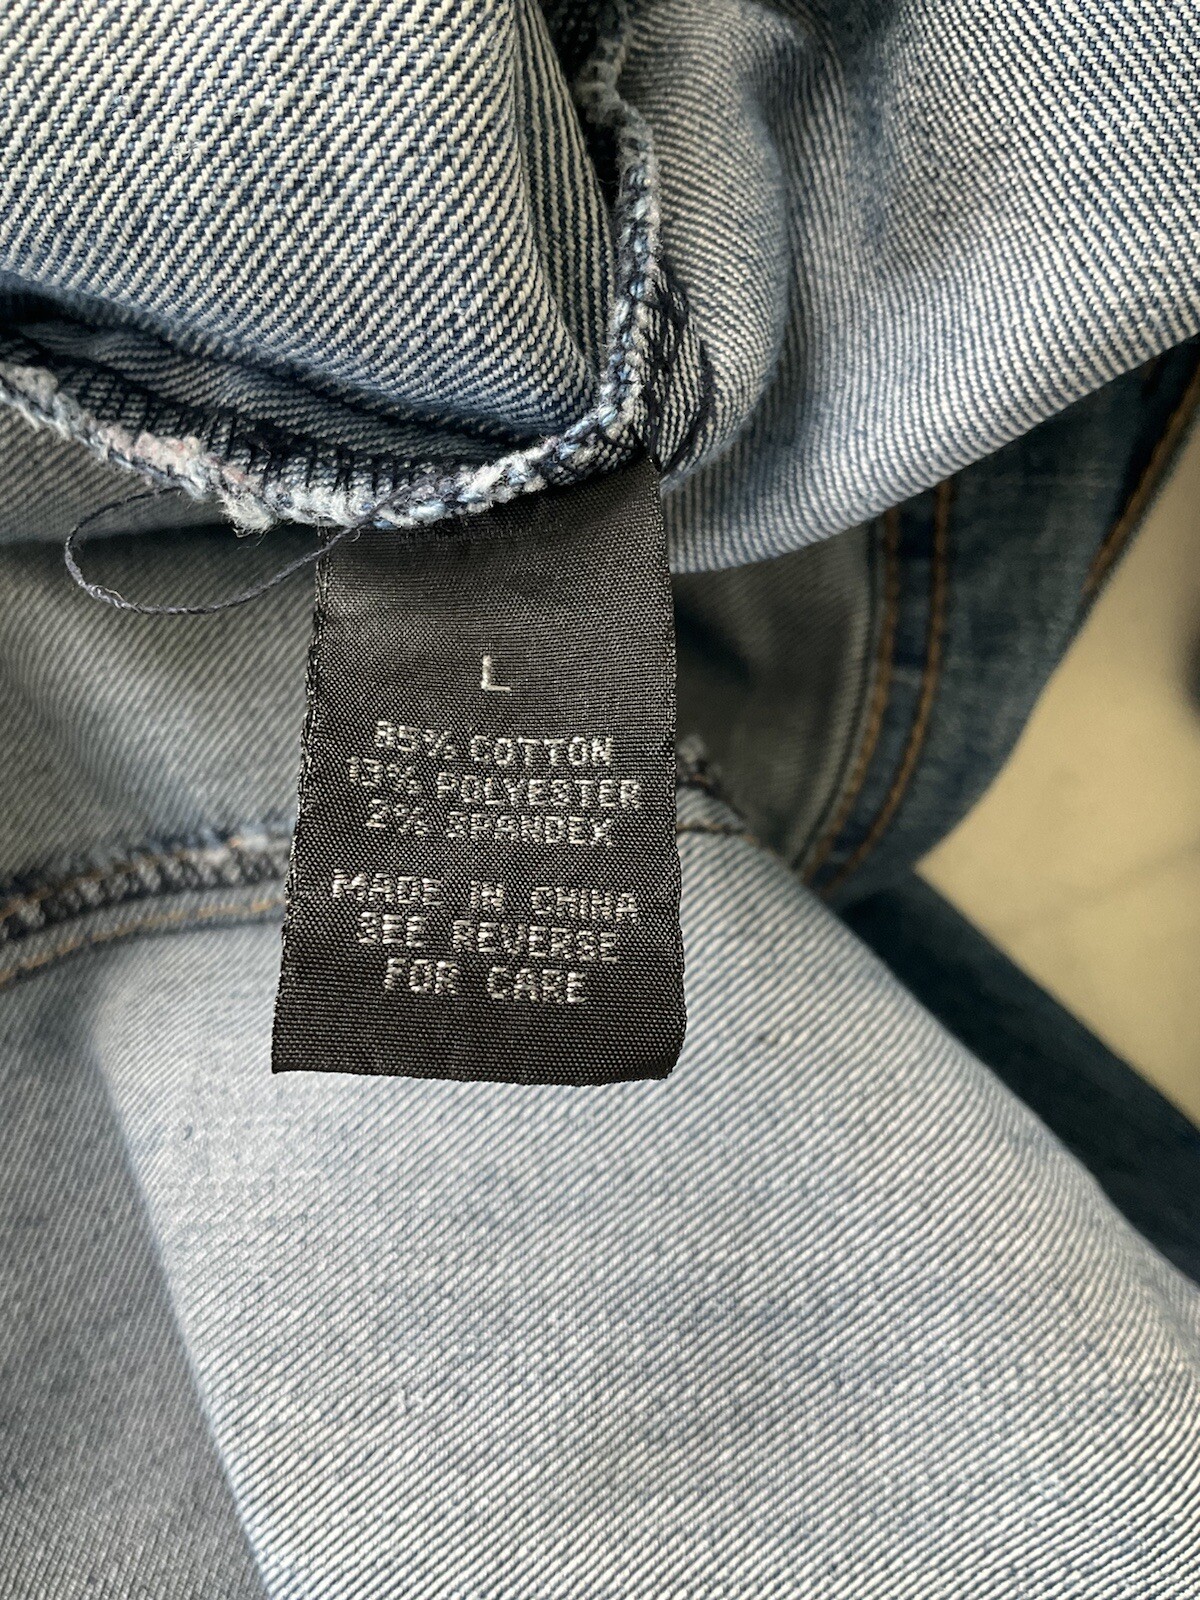 L
85% COTTON
13% POLYESTER
2% SPANDEX
MADE IN CHINA
SEE REVERSE
FOR CARE